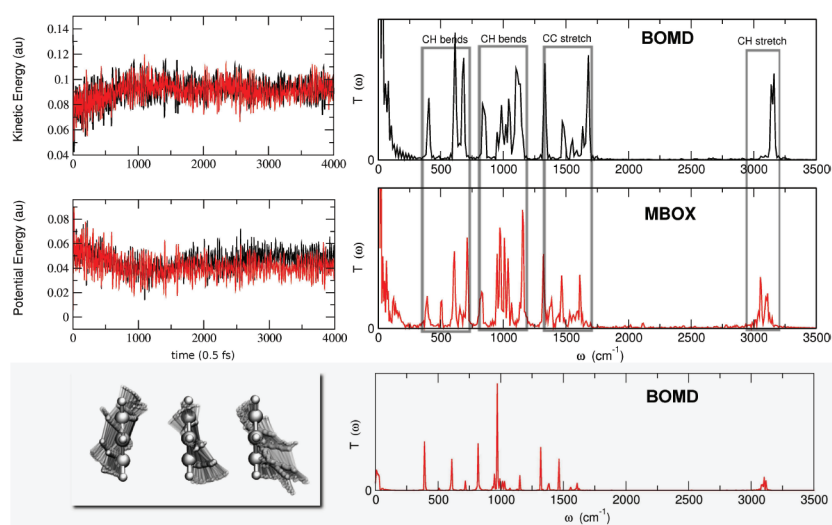 Kinetic Energy (au)
0.14
0.12
0.1
0.08
0.06
0.04
0 1000 2000 3000 4000
CH bends CH bends CC stretch CH stretch
BOMD
T (ω)
0
0 500 1000 1500 2000 2500 3000 3500
Potential Energy (au)
0.08
0.06
0.04
0.02
0
0 1000 2000 3000 4000
time (0.5 fs)
MBOX
T (ω)
0
0 500 1000 1500 2000 2500 3000 3500
ω (cm⁻¹)
BOMD
T (ω)
0
0 500 1000 1500 2000 2500 3000 3500
ω (cm⁻¹)